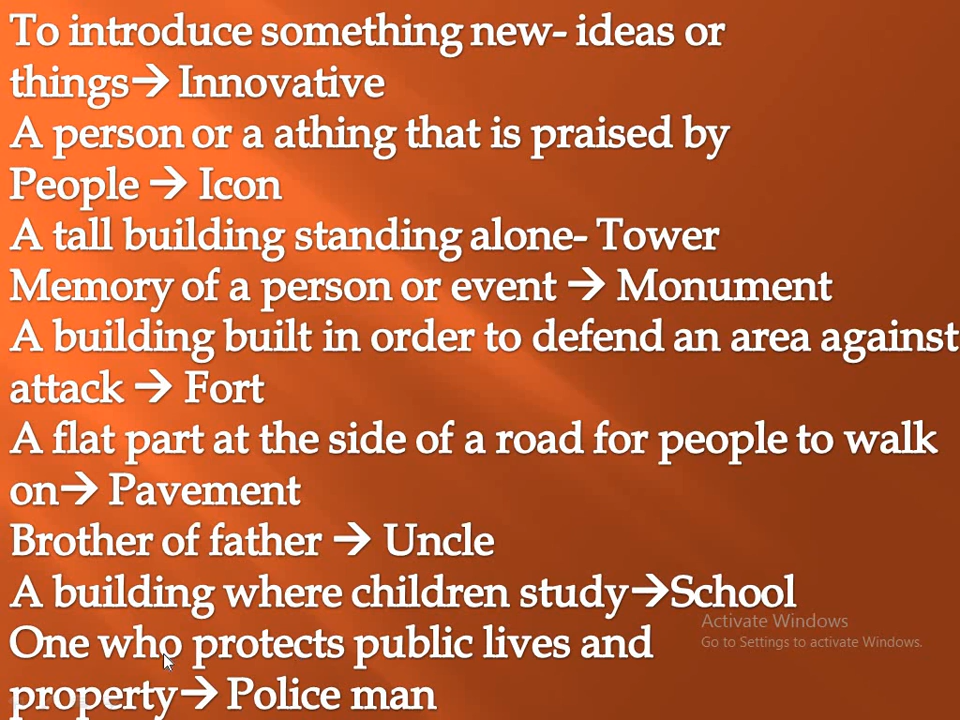 To introduce something new- ideas or
things→ Innovative
A person or a athing that is praised by
People → Icon
A tall building standing alone- Tower
Memory of a person or event → Monument
A building built in order to defend an area against
attack → Fort
A flat part at the side of a road for people to walk
on→ Pavement
Brother of father → Uncle
A building where children study→School
One who protects public lives and
property→ Police man
Activate Windows
Go to Settings to activate Windows.